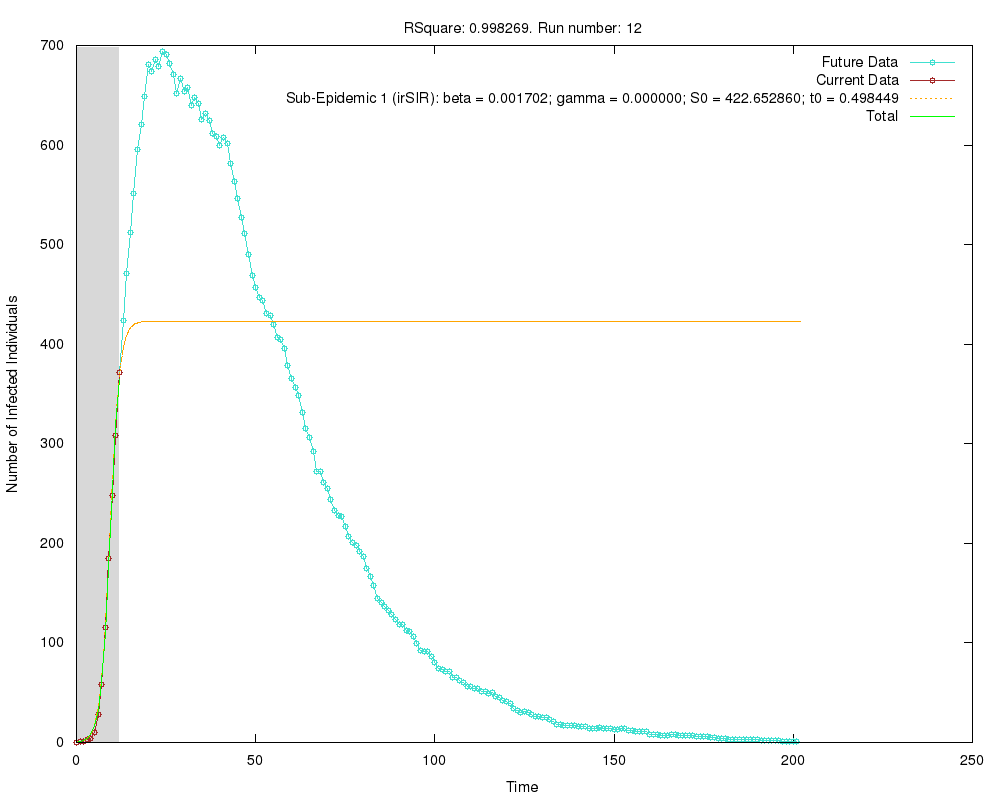 RSquare: 0.998269. Run number: 12
Future Data
Current Data
Sub-Epidemic 1 (irSIR): beta = 0.001702; gamma = 0.000000; S0 = 422.652860; t0 = 0.498449
Total
700
600
500
400
300
200
100
0
Number of Infected Individuals
0 50 100 150 200 250
Time